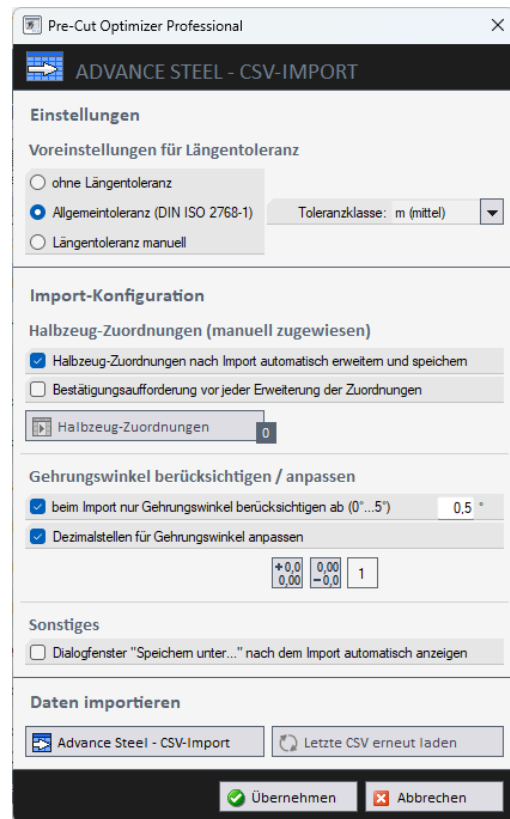 Pre-Cut Optimizer Professional
ADVANCE STEEL - CSV-IMPORT
Einstellungen
Voreinstellungen für Längentoleranz
ohne Längentoleranz
Allgemeintoleranz (DIN ISO 2768-1) Toleranzklasse: m (mittel)
Längentoleranz manuell
Import-Konfiguration
Halbzeug-Zuordnungen (manuell zugewiesen)
Halbzeug-Zuordnungen nach Import automatisch erweitern und speichern
Bestätigungsaufforderung vor jeder Erweiterung der Zuordnungen
Halbzeug-Zuordnungen 0
Gehrungswinkel berücksichtigen / anpassen
beim Import nur Gehrungswinkel berücksichtigen ab (0°...5°) 0,5 °
Dezimalstellen für Gehrungswinkel anpassen
+0,0 0,00 1
0,00 −0,0
Sonstiges
Dialogfenster "Speichern unter..." nach dem Import automatisch anzeigen
Daten importieren
Advance Steel - CSV-Import Letzte CSV erneut laden
Übernehmen Abbrechen